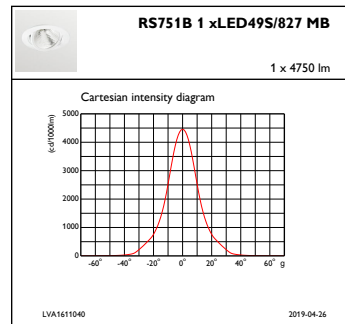 RS751B 1 xLED49S/827 MB
1 x 4750 lm
Cartesian intensity diagram
(cd/1000lm)
5000
4000
3000
2000
1000
0
-60° -40° -20° 0° 20° 40° 60° g
LVA1611040 2019-04-26